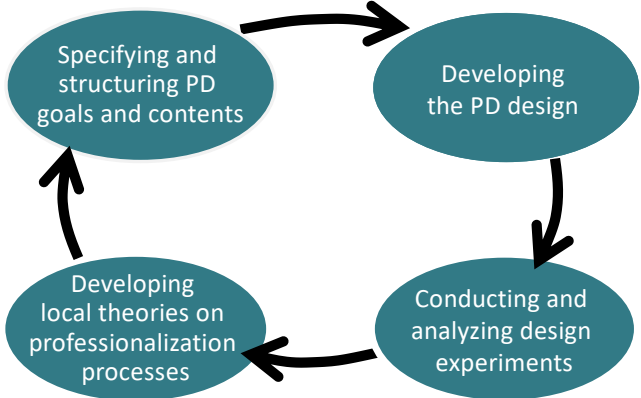 Specifying and
structuring PD
goals and contents
Developing
the PD design
Developing
local theories on
professionalization
processes
Conducting and
analyzing design
experiments